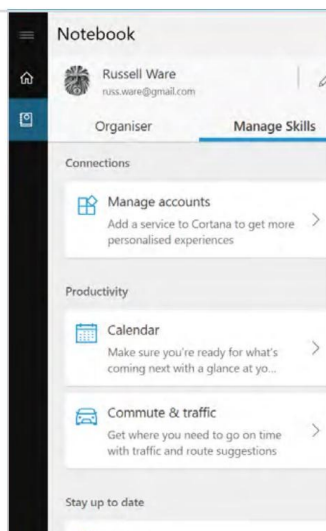 Notebook
Russell Ware
russ.ware@gmail.com
Organiser
Manage Skills
Connections
Manage accounts
Add a service to Cortana to get more
personalised experiences
Productivity
Calendar
Make sure you're ready for what's
coming next with a glance at yo...
Commute & traffic
Get where you need to go on time
with traffic and route suggestions
Stay up to date